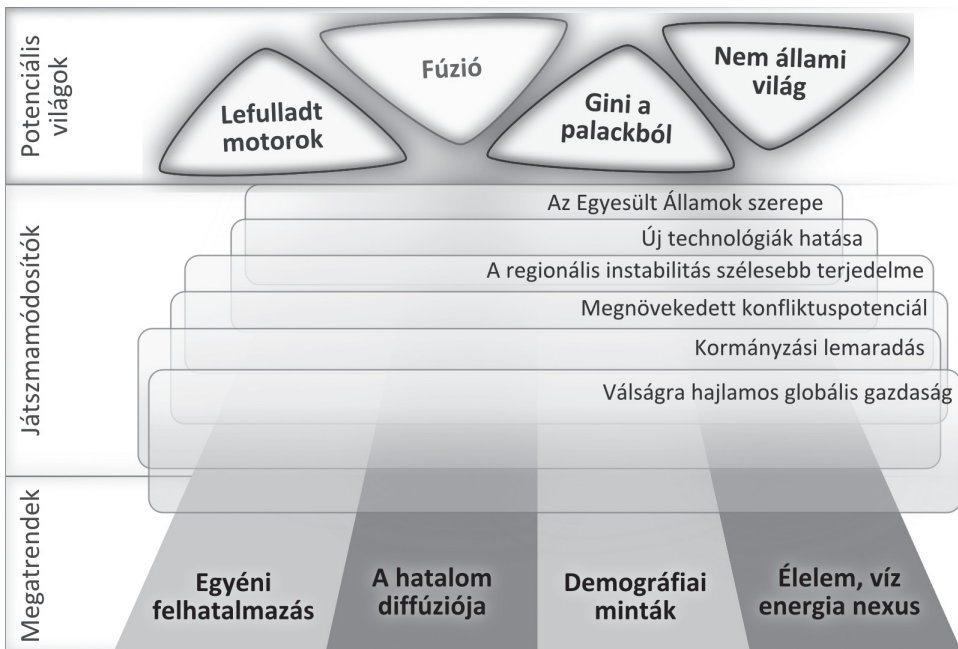 Potenciális
világok
Lefulladt
motorok
Fúzió
Gini a
palackból
Nem állami
világ
Játszmamódosítók
Az Egyesült Államok szerepe
Új technológiák hatása
A regionális instabilitás szélesebb terjedelme
Megnövekedett konfliktuspotenciál
Kormányzási lemaradás
Válságra hajlamos globális gazdaság
Megatrendek
Egyéni
felhatalmazás
A hatalom
diffúziója
Demográfiai
minták
Élelem, víz
energia nexus